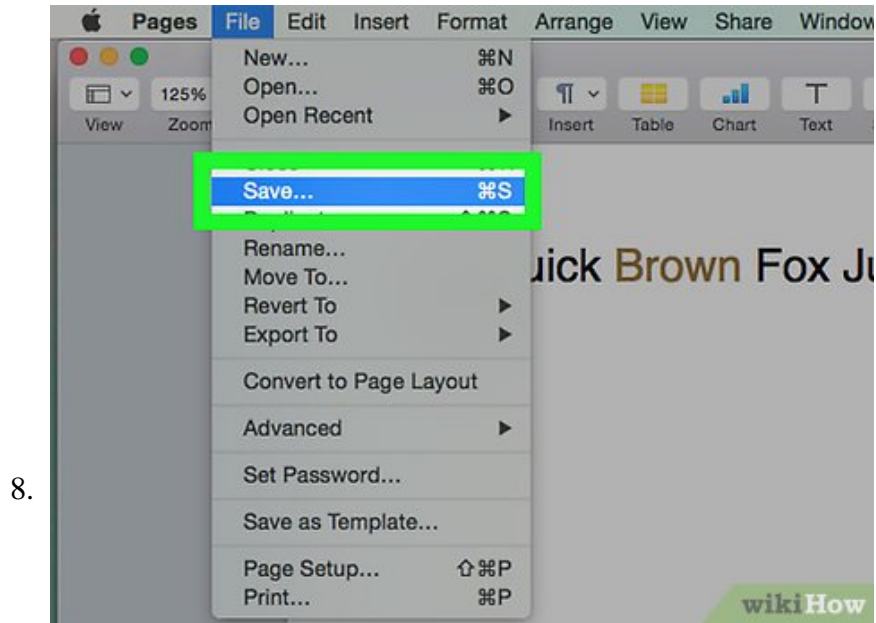 Pages File Edit Insert Format Arrange View Share Window
New... ⌘N
125%
Open... ⌘O
View Zoom
Open Recent ▶
Insert Table Chart Text
Save... ⌘S
Rename...
Move To...
uick Brown Fox Ju
Revert To ▶
Export To ▶
Convert to Page Layout
Advanced ▶
Set Password...
8.
Save as Template...
Page Setup... ⇧⌘P
Print... ⌘P
wikiHow